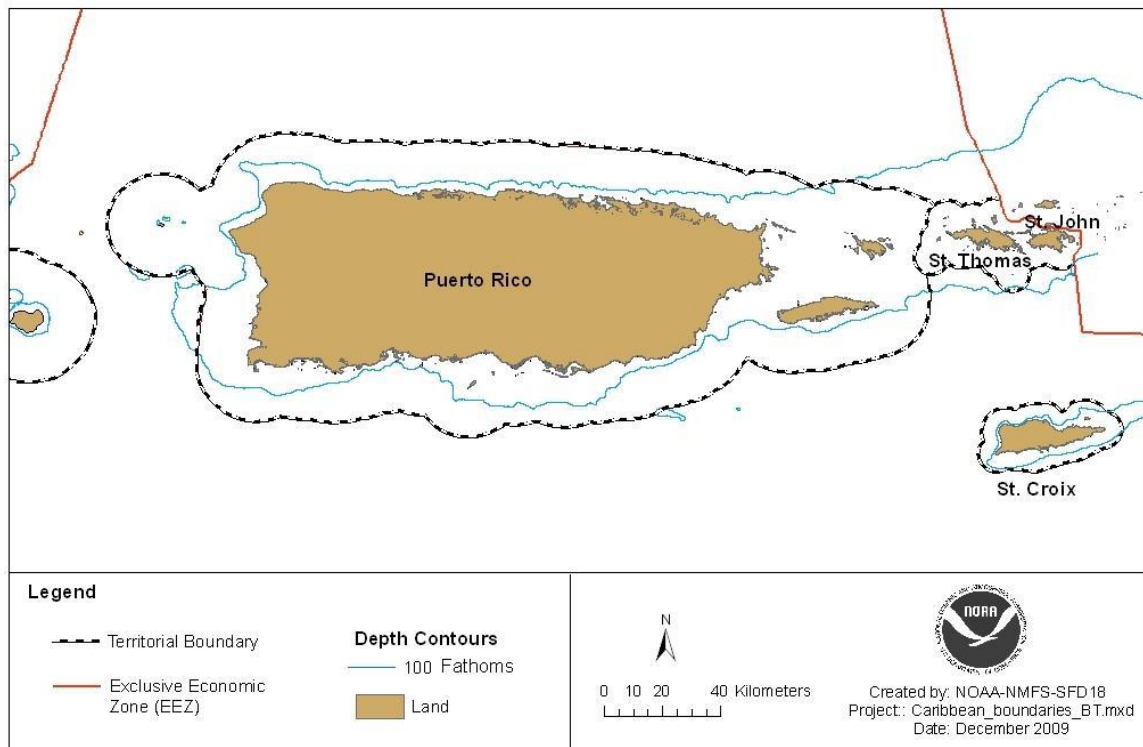 St. John
St. Thomas
Puerto Rico
St. Croix
Legend
Territorial Boundary
Exclusive Economic
Zone (EEZ)
Depth Contours
100 Fathoms
Land
N
0 10 20 40 Kilometers
NOAA
Created by: NOAA-NMFS-SFD18
Project:: Caribbean_boundaries_BT.mxd
Date: December 2009